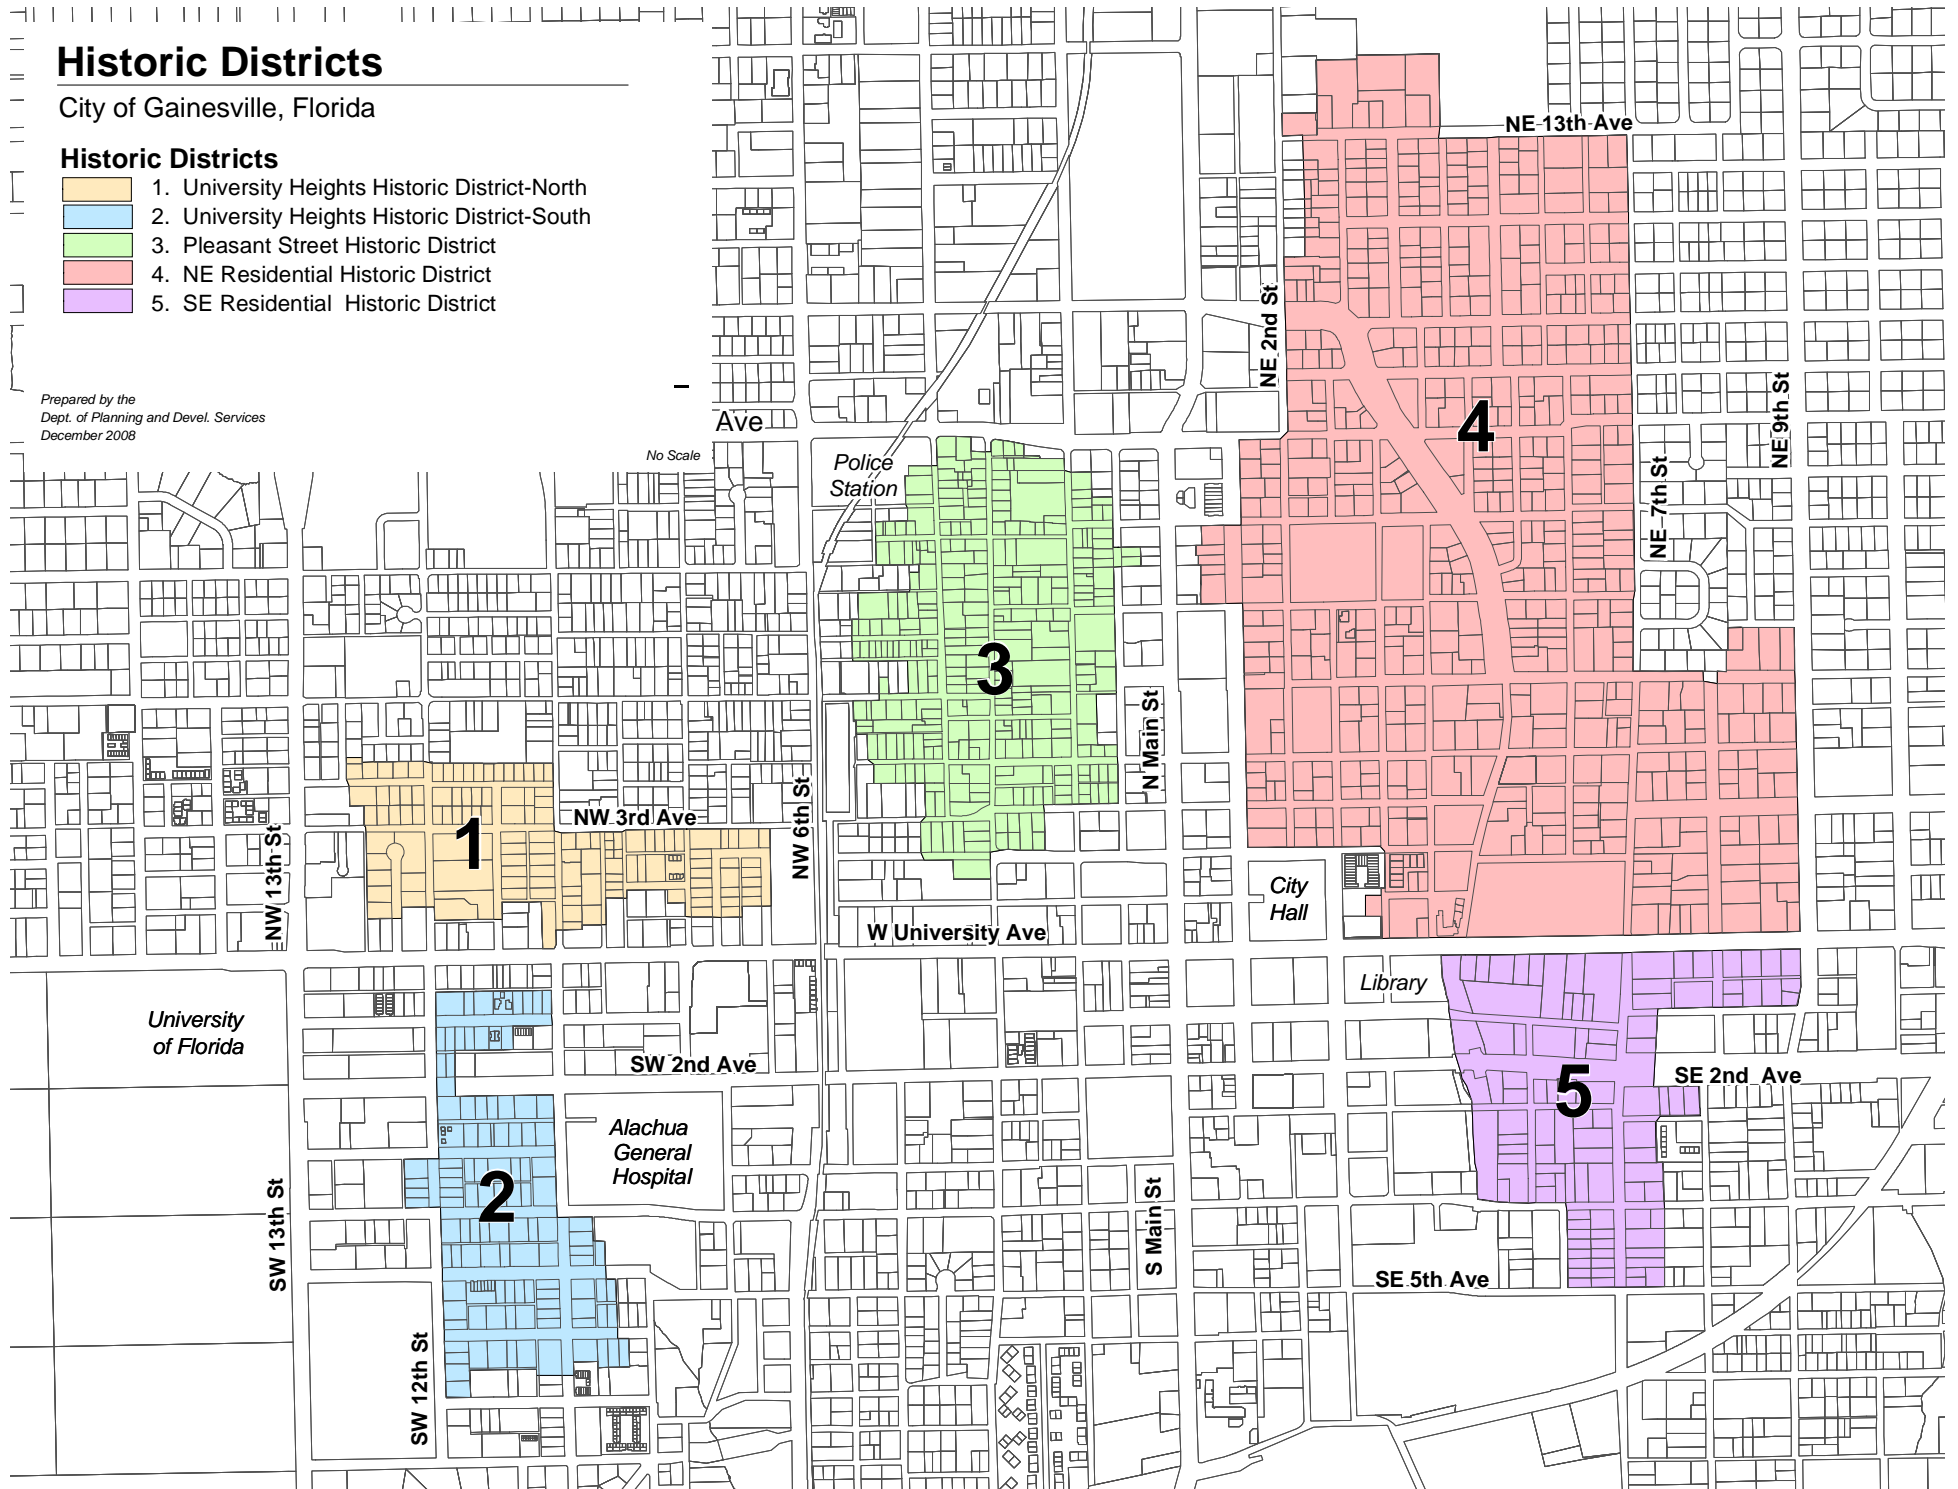 Historic Districts
City of Gainesville, Florida
Historic Districts
1. University Heights Historic District-North
2. University Heights Historic District-South
3. Pleasant Street Historic District
4. NE Residential Historic District
5. SE Residential Historic District
Prepared by the
Dept. of Planning and Devel. Services
December 2008
No Scale
Ave
NE 13th Ave
NE 2nd St
NE 9th St
4
Police
Station
NE 7th St
3
N Main St
NW 3rd Ave
1
NW 6th St
NW 13th St
City
Hall
W University Ave
Library
University
of Florida
SW 2nd Ave
SE 2nd Ave
5
Alachua
General
Hospital
2
SW 13th St
S Main St
SE 5th Ave
SW 12th St